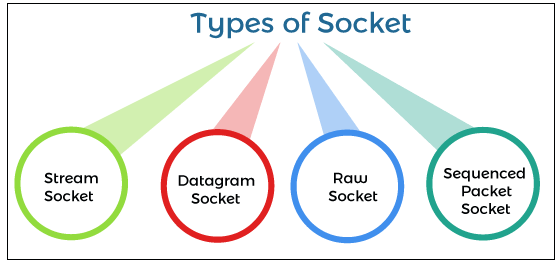 Types of Socket
Stream
Socket
Datagram
Socket
Raw
Socket
Sequenced
Packet
Socket